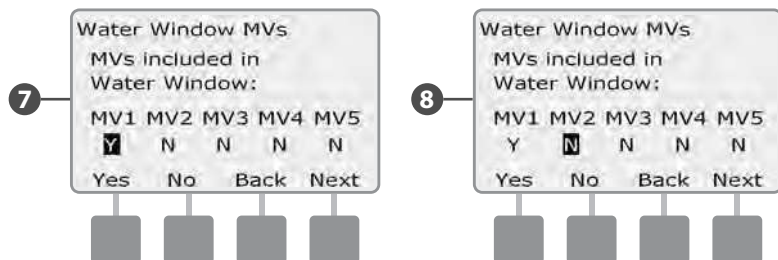 7
Water Window MVs
MVs included in
Water Window:
MV1 MV2 MV3 MV4 MV5
Y N N N N
Yes No Back Next
8
Water Window MVs
MVs included in
Water Window:
MV1 MV2 MV3 MV4 MV5
Y N N N N
Yes No Back Next